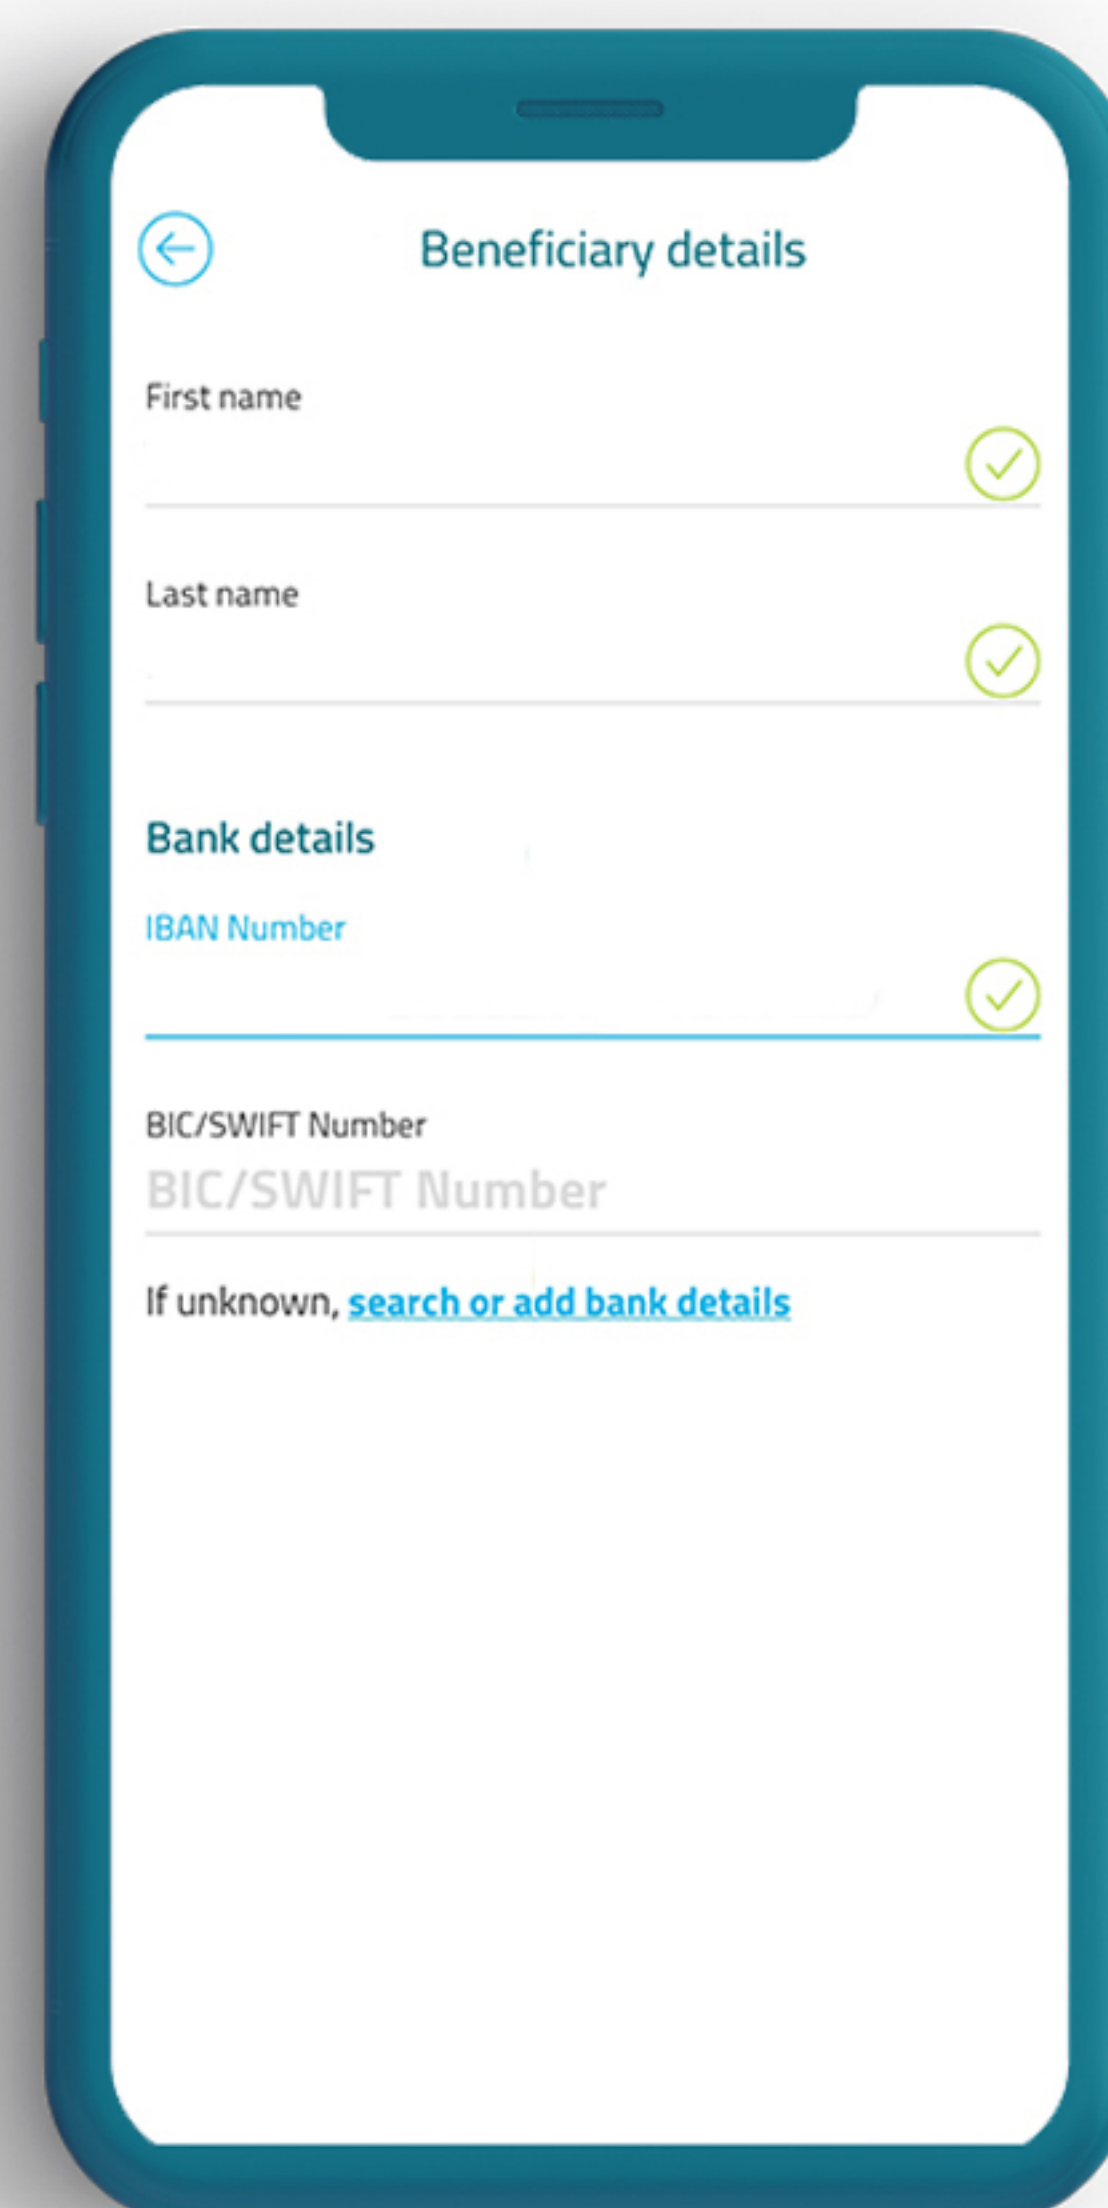 Beneficiary details
First name
Last name
Bank details
IBAN Number
BIC/SWIFT Number
BIC/SWIFT Number
If unknown, search or add bank details